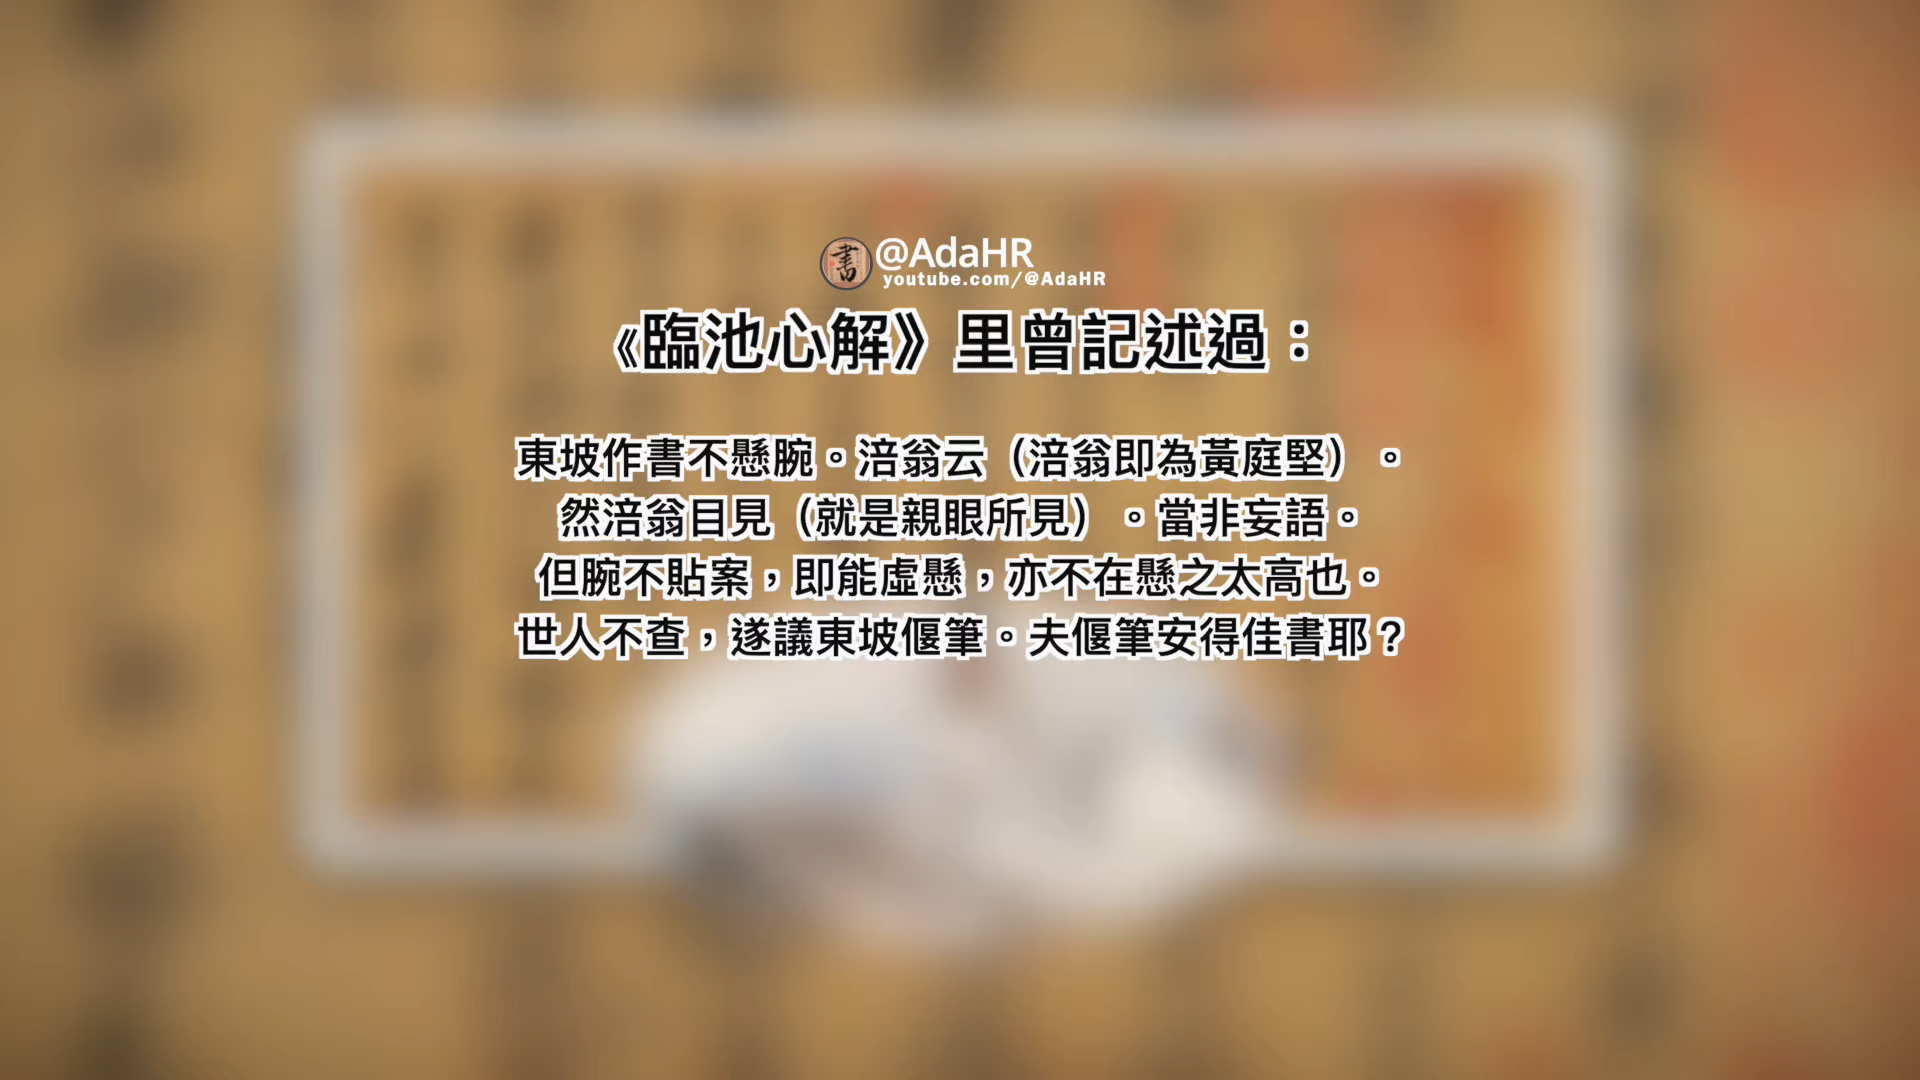 書
@AdaHR
youtube.com/@AdaHR
《臨池心解》里曾記述過：
東坡作書不懸腕。涪翁云（涪翁即為黃庭堅）。
然涪翁目見（就是親眼所見）。當非妄語。
但腕不貼案，即能虛懸，亦不在懸之太高也。
世人不查，遂議東坡偃筆。夫偃筆安得佳書耶？